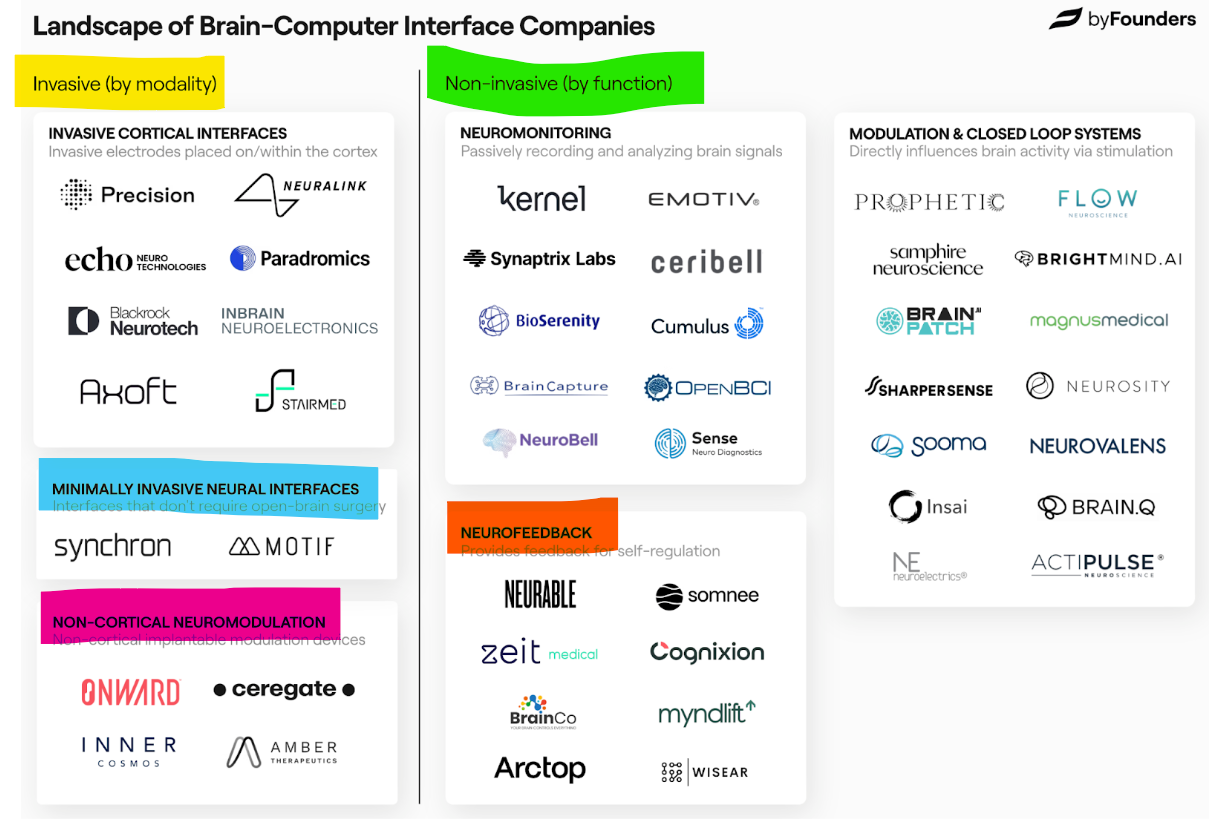 Landscape of Brain-Computer Interface Companies
byFounders
Invasive (by modality)
INVASIVE CORTICAL INTERFACES
Invasive electrodes placed on/within the cortex
Precision
NEURALINK
echo NEURO TECHNOLOGIES
Paradromics
Blackrock Neurotech
INBRAIN NEUROELECTRONICS
Axoft
STAIRMED
MINIMALLY INVASIVE NEURAL INTERFACES
Interfaces that don't require open-brain surgery
synchron
MOTIF
NON-CORTICAL NEUROMODULATION
Non-cortical implantable modulation devices
ONWARD
ceregate
INNER COSMOS
AMBER THERAPEUTICS
Non-invasive (by function)
NEUROMONITORING
Passively recording and analyzing brain signals
kernel
EMOTIV®
Synaptrix Labs
ceribell
BioSerenity
Cumulus™
BrainCapture
OPENBCI
NeuroBell
Sense Neuro Diagnostics
NEUROFEEDBACK
Provides feedback for self-regulation
NEURABLE
somnee
zeit medical
Cognixion
BrainCo
YOUR BRAIN CONTROLS EVERYTHING
myndlift
Arctop
WISEAR
MODULATION & CLOSED LOOP SYSTEMS
Directly influences brain activity via stimulation
PROPHETIC
FLOW NEUROSCIENCE
samphire neuroscience
BRIGHTMIND.AI
BRAIN PATCH
magnusmedical
SHARPERSENSE
NEUROSITY
sooma
NEUROVALENS
Insai
BRAIN.Q
NE neuroelectrics®
ACTIPULSE® NEUROSCIENCE